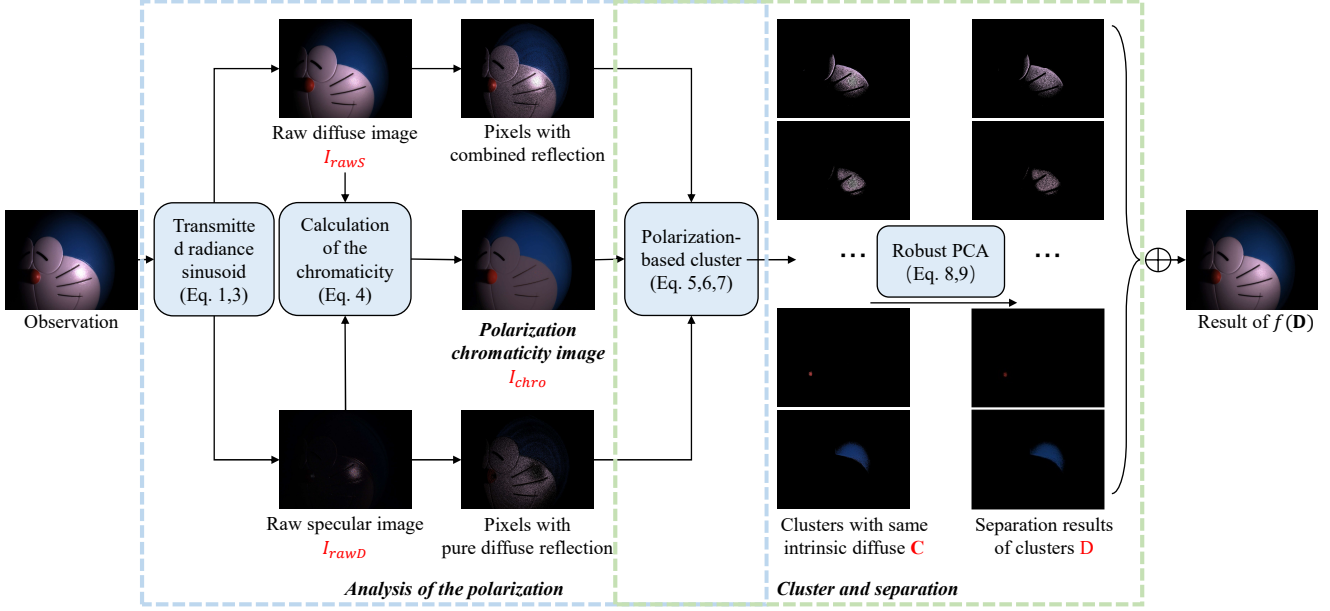 Raw diffuse image
I_rawS
Pixels with
combined reflection
Observation
Transmitte
d radiance
sinusoid
(Eq. 1,3)
Calculation
of the
chromaticity
(Eq. 4)
Polarization
chromaticity image
I_chro
Polarization-
based cluster
(Eq. 5,6,7)
...
Robust PCA
(Eq. 8,9)
...
Result of f(D)
Raw specular image
I_rawD
Pixels with
pure diffuse reflection
Clusters with same
intrinsic diffuse C
Separation results
of clusters D
Analysis of the polarization
Cluster and separation